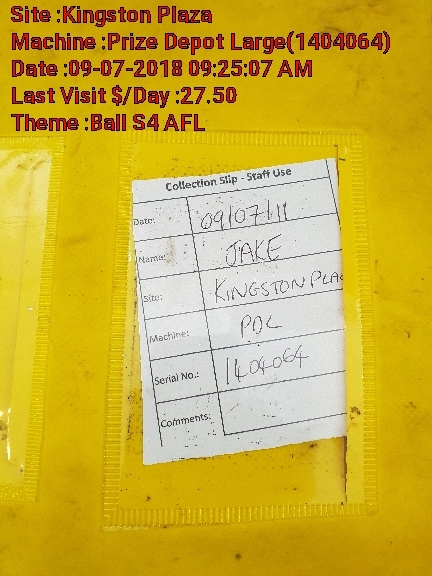 Site :Kingston Plaza
Machine :Prize Depot Large(1404064)
Date :09-07-2018 09:25:07 AM
Last Visit $/Day :27.50
Theme :Ball S4 AFL
Collection Slip - Staff Use
Date: 09/07/11
Name: JAKE
Site: KINGSTON PLA
Machine: PDL
Serial No.: 1404064
Comments: